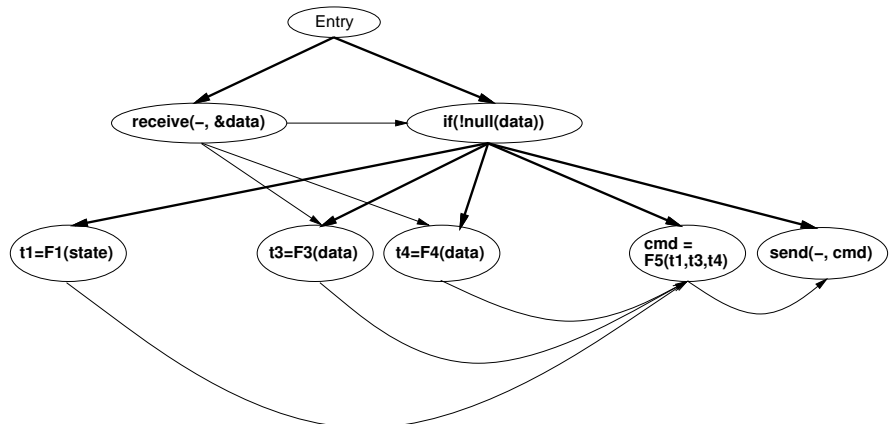 Entry
receive(−, &data)
if(!null(data))
t1=F1(state)
t3=F3(data)
t4=F4(data)
cmd =
F5(t1,t3,t4)
send(−, cmd)